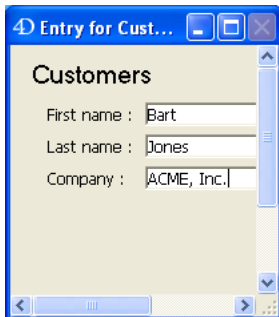 Entry for Cust...
Customers
First name : Bart
Last name : Jones
Company : ACME, Inc.